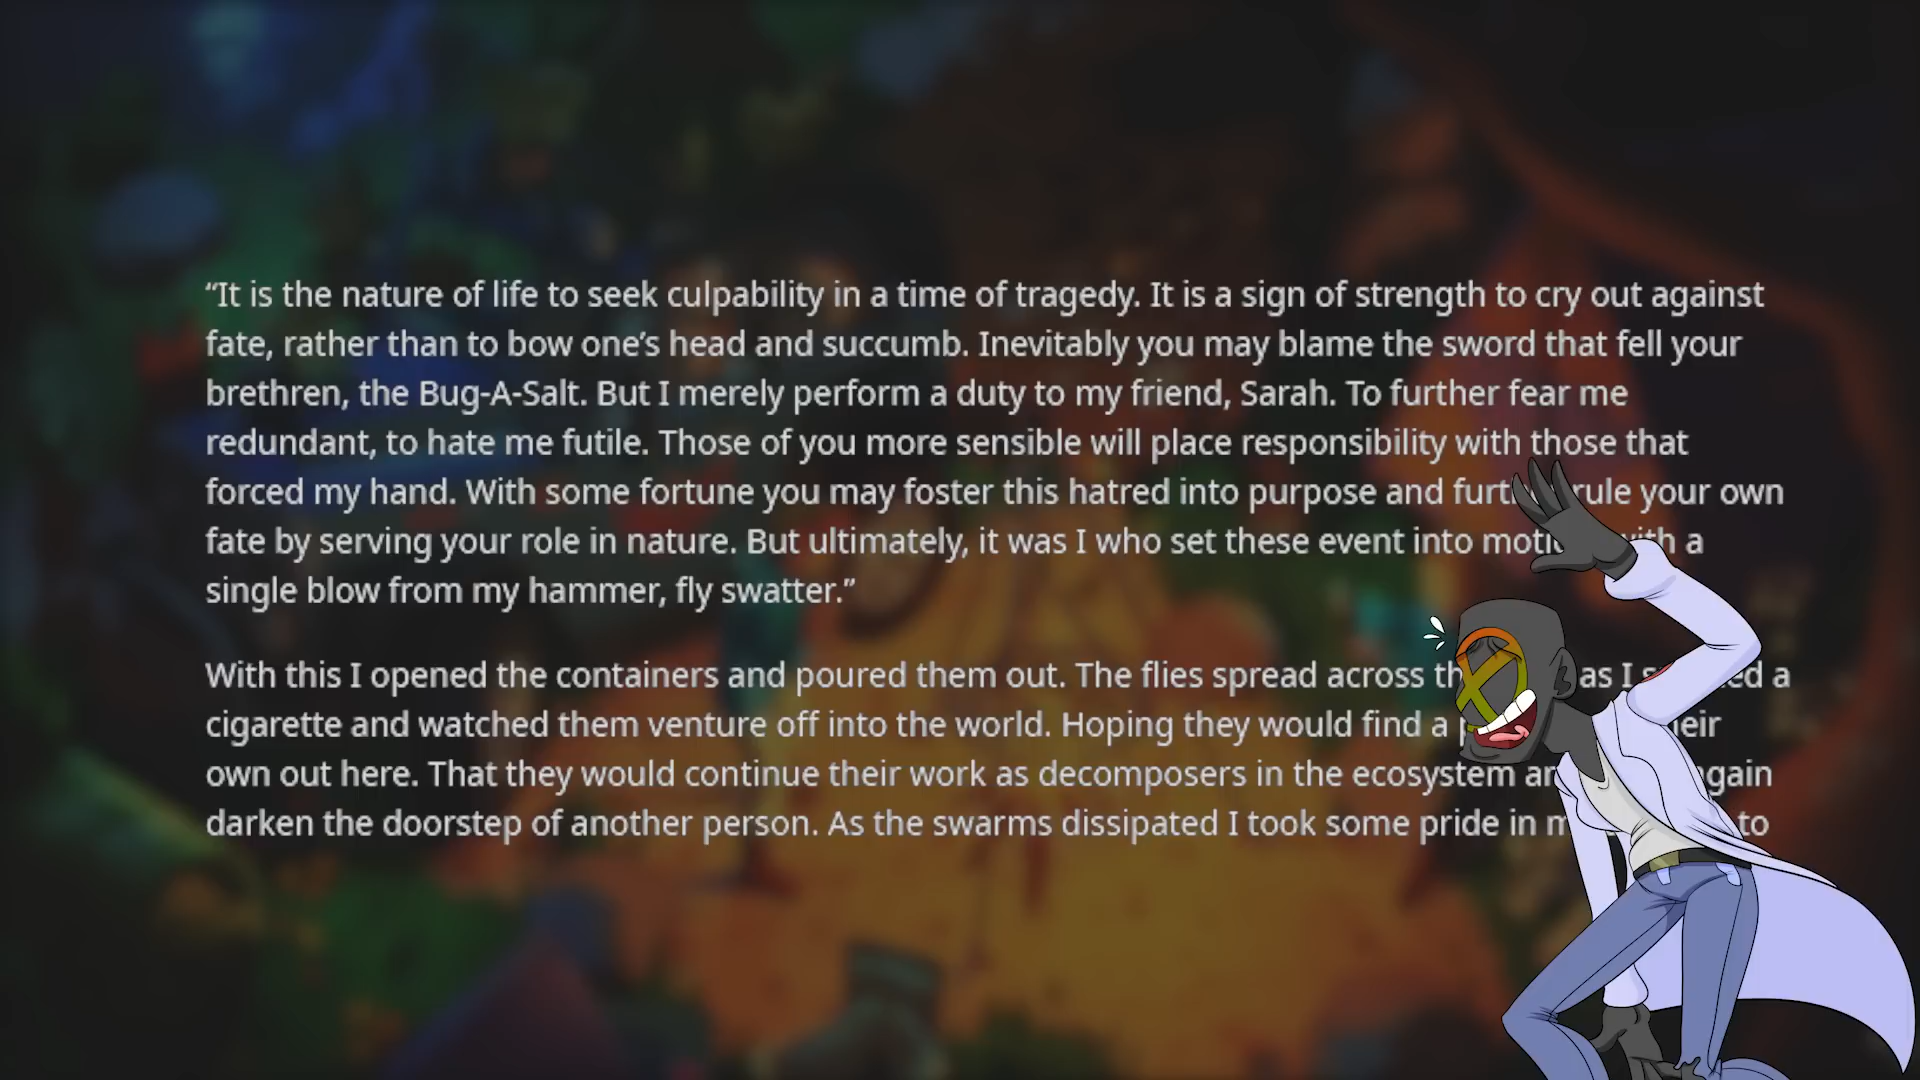 “It is the nature of life to seek culpability in a time of tragedy. It is a sign of strength to cry out against
fate, rather than to bow one’s head and succumb. Inevitably you may blame the sword that fell your
brethren, the Bug-A-Salt. But I merely perform a duty to my friend, Sarah. To further fear me
redundant, to hate me futile. Those of you more sensible will place responsibility with those that
forced my hand. With some fortune you may foster this hatred into purpose and rule your own
fate by serving your role in nature. But ultimately, it was I who set these event into with a
single blow from my hammer, fly swatter.”
With this I opened the containers and poured them out. The flies spread across as I a
cigarette and watched them venture off into the world. Hoping they would find a
own out here. That they would continue their work as decomposers in the ecosystem
darken the doorstep of another person. As the swarms dissipated I took some pride in to